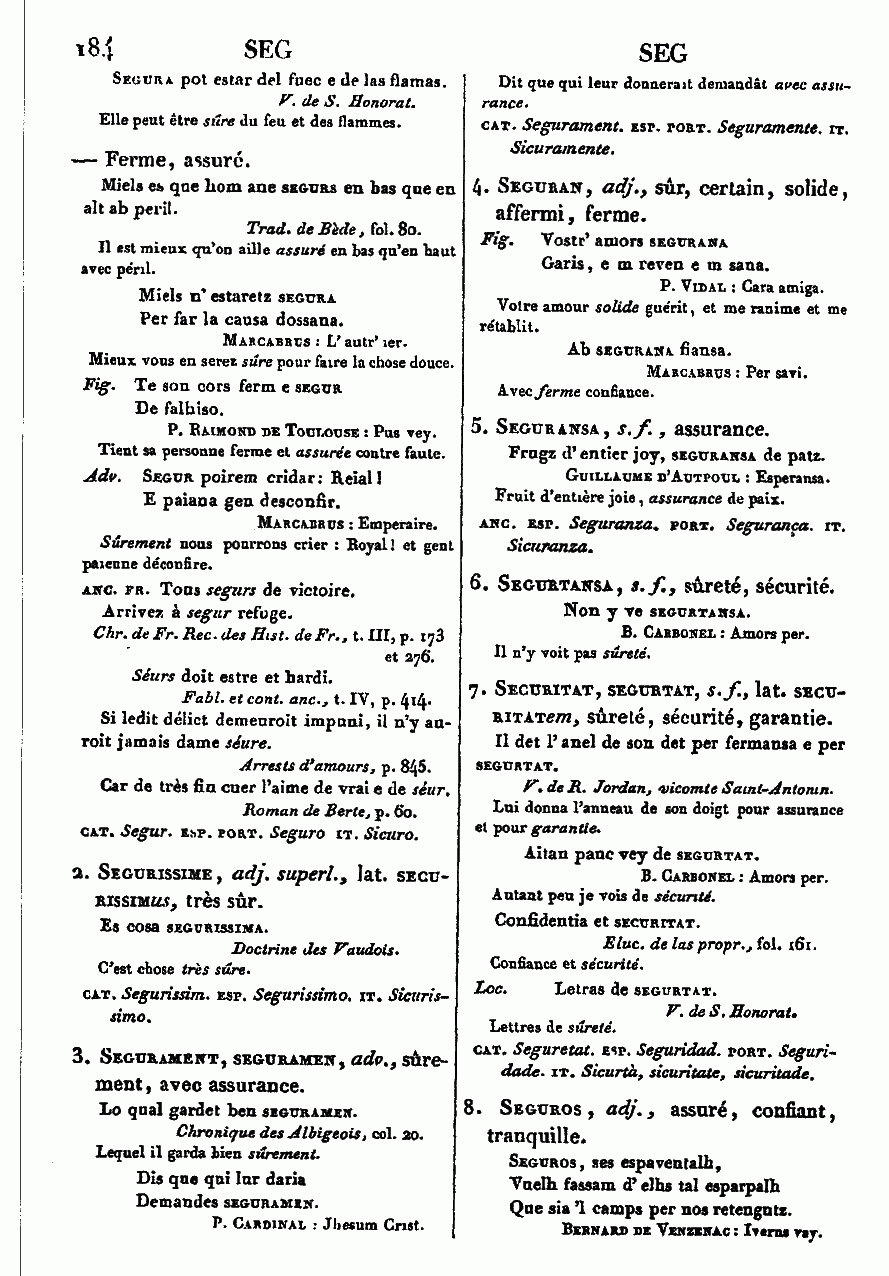 184 SEG SEG
SEGURA pot estar del fuec e de las flamas.
V. de S. Honorat.
Elle peut être sûre du feu et des flammes.
— Ferme, assuré.
Miels es que hom ane SEGURS en bas que en
alt ab peril.
Trad. de Bède, fol. 80.
Il est mieux qu'on aille assuré en bas qu'en haut
avec péril.
Miels n'estaretz SEGURA
Per far la causa dossana.
MARCABRUS : L'autr'ier.
Mieux vous en serez sûre pour faire la chose douce.
Fig. Te son cors ferm e SEGUR
De falhiso.
P. RAIMOND DE TOULOUSE : Pus vey.
Tient sa personne ferme et assurée contre faute.
Adv. SEGUR poirem cridar : Reial!
E paiana gen desconfir.
MARCABRUS : Emperaire.
Sûrement nous pourrons crier : Royal! et gent
païenne déconfire.
ANC. FR. Tous segurs de victoire.
Arrivez à segur refuge.
Chr. de Fr. Rec. des Hist. de Fr., t. III, p. 173
et 276.
Séurs doit estre et hardi.
Fabl. et cont. anc., t. IV, p. 414.
Si ledit délict demeuroit impuni, il n'y au-
roit jamais dame séure.
Arrests d'amours, p. 845.
Car de très fin cuer l'aime de vrai e de séur.
Roman de Berte, p. 60.
CAT. Segur. ESP. PORT. Seguro IT. Sicuro.
2. SEGURISSIME, adj. superl., lat. SECU-
RISSIMus, très sûr.
Es cosa SEGURISSIMA.
Doctrine des Vaudois.
C'est chose très sûre.
CAT. Segurissim. ESP. Segurissimo. IT. Sicuris-
simo.
3. SEGURAMENT, SEGURAMEN, adv., sûre-
ment, avec assurance.
Lo qual gardet ben SEGURAMEN.
Chronique des Albigeois, col. 20.
Lequel il garda bien sûrement.
Dis que qui lur daria
Demandes SEGURAMEN.
P. CARDINAL : Jhesum Crist.
Dit que qui leur donnerait demandât avec assu-
rance.
CAT. Segurament. ESP. PORT. Seguramente. IT.
Sicuramente.
4. SEGURAN, adj., sûr, certain, solide,
affermi, ferme.
Fig. Vostr' amors SEGURANA
Garis, e m reven e m sana.
P. VIDAL : Cara amiga.
Votre amour solide guérit, et me ranime et me
rétablit.
Ab SEGURANA fiansa.
MARCABRUS : Per savi.
Avec ferme confiance.
5. SEGURANSA, s. f., assurance.
Frugz d'entier joy, SEGURANSA de patz.
GUILLAUME D'AUTPOUL : Esperansa.
Fruit d'entière joie, assurance de paix.
ANC. ESP. Seguranza. PORT. Segurança. IT.
Sicuranza.
6. SEGURTANSA, s. f., sûreté, sécurité.
Non y ve SEGURTANSA.
B. CARBONEL : Amors per.
Il n'y voit pas sûreté.
7. SECURITAT, SEGURTAT, s. f., lat. SECU-
RITATem, sûreté, sécurité, garantie.
Il det l'anel de son det per fermansa e per
SEGURTAT.
V. de R. Jordan, vicomte Saint-Antonin.
Lui donna l'anneau de son doigt pour assurance
et pour garantie.
Aitan panc vey de SEGURTAT.
B. CARBONEL : Amors per.
Autant peu je vois de sécurité.
Confidentia et SECURITAT.
Eluc. de las propr., fol. 161.
Confiance et sécurité.
Loc. Letras de SEGURTAT.
V. de S. Honorat.
Lettres de sûreté.
CAT. Seguretat. ESP. Seguridad. PORT. Seguri-
dade. IT. Sicurtà, sicuritate, sicuritade.
8. SEGUROS, adj., assuré, confiant,
tranquille.
SEGUROS, ses espaventalh,
Vuelh fassam d'elhs tal esparpalh
Que sia 'l camps per nos retengutz.
BERNARD DE VENZENAC : Iverns vay.